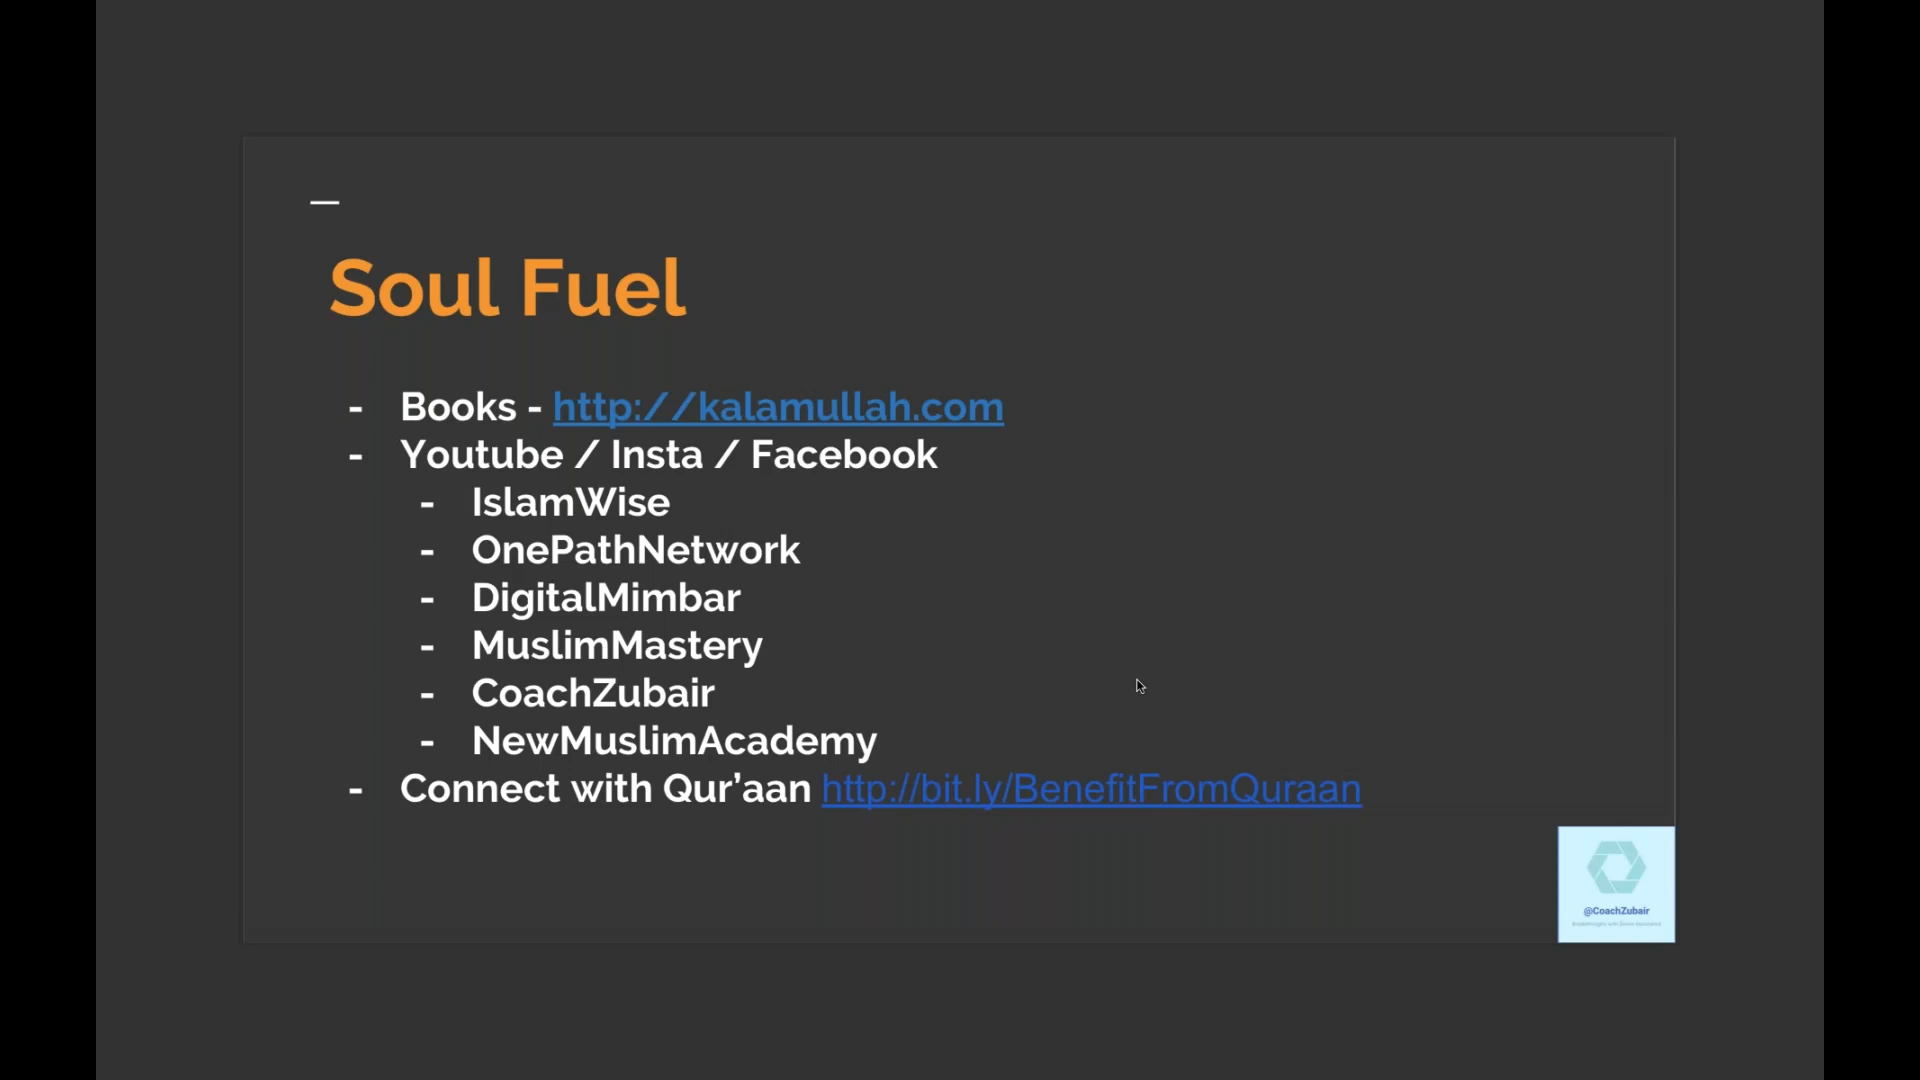 Soul Fuel
- Books - http://kalamullah.com
- Youtube / Insta / Facebook
- IslamWise
- OnePathNetwork
- DigitalMimbar
- MuslimMastery
- CoachZubair
- NewMuslimAcademy
- Connect with Qur’aan http://bit.ly/BenefitFromQuraan
@CoachZubair